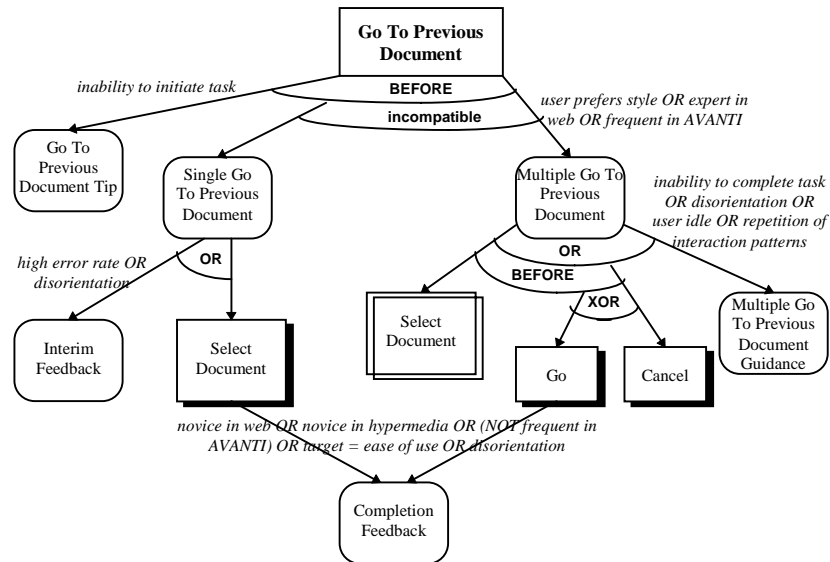 Go To Previous
Document
inability to initiate task
BEFORE
incompatible
user prefers style OR expert in
web OR frequent in AVANTI
Go To
Previous
Document Tip
Single Go
To Previous
Document
Multiple Go To
Previous
Document
inability to complete task
OR disorientation OR
user idle OR repetition of
interaction patterns
high error rate OR
disorientation
OR
OR
BEFORE
XOR
Interim
Feedback
Select
Document
Select
Document
Go
Cancel
Multiple Go
To Previous
Document
Guidance
novice in web OR novice in hypermedia OR (NOT frequent in
AVANTI) OR target = ease of use OR disorientation
Completion
Feedback